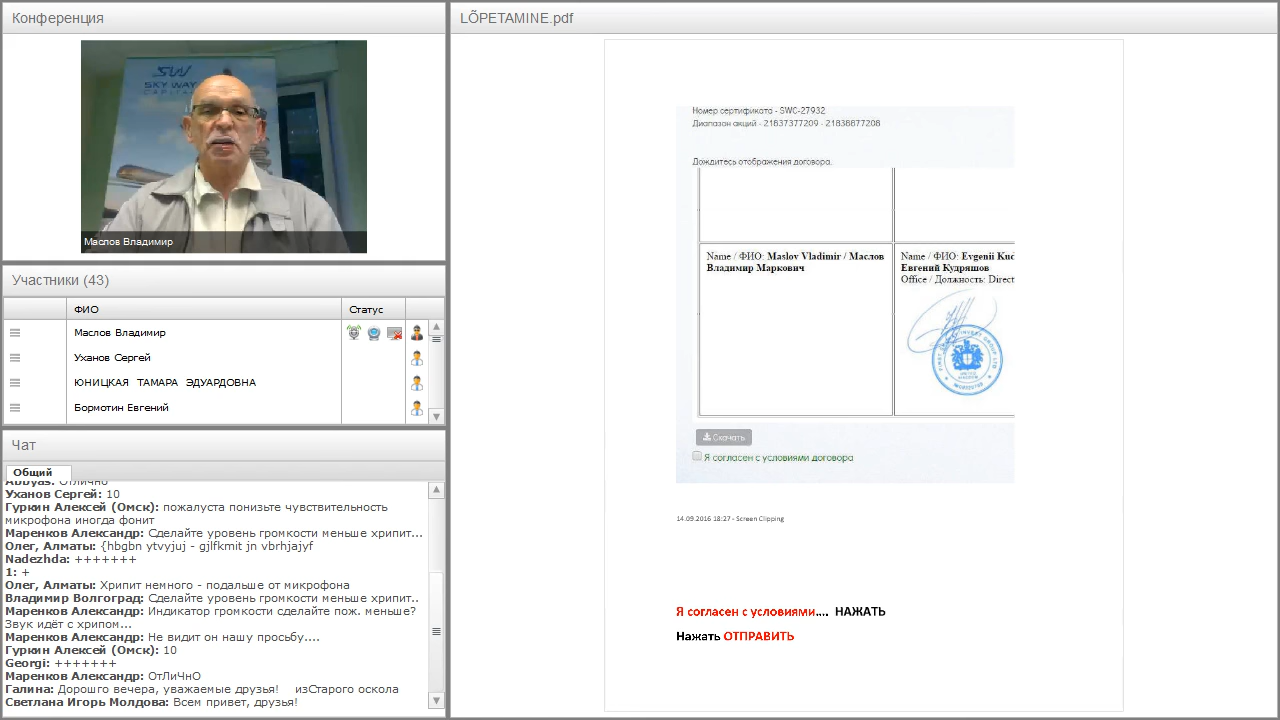 Конференция
SKY WAY
CAPITAL
Маслов Владимир
Участники (43)
ФИО
Статус
Маслов Владимир
Уханов Сергей
ЮНИЦКАЯ ТАМАРА ЭДУАРДОВНА
Бормотин Евгений
Чат
Общий
Abbyas: Отлично
Уханов Сергей: 10
Гуркин Алексей (Омск): пожалуста понизьте чувствительность
микрофона иногда фонит
Маренков Александр: Сделайте уровень громкости меньше хрипит...
Олег, Алматы: {hbgbn ytvyjuj - gjlfkmit jn vbrhjajyf
Nadezhda: +++++++
1: +
Олег, Алматы: Хрипит немного - подальше от микрофона
Владимир Волгоград: Сделайте уровень громкости меньше хрипит..
Маренков Александр: Индикатор громкости сделайте пож. меньше?
Звук идёт с хрипом...
Маренков Александр: Не видит он нашу просьбу....
Гуркин Алексей (Омск): 10
Georgi: +++++++
Маренков Александр: ОтЛиЧнО
Галина: Дорошго вечера, уважаемые друзья! изСтарого оскола
Светлана Игорь Молдова: Всем привет, друзья!
LÕPETAMINE.pdf
Номер сертификата - SWC-27932
Диапазон акций - 21837377209 - 21838877208
Дождитесь отображения договора.
Name / ФИО: Maslov Vladimir / Маслов
Владимир Маркович
Name / ФИО: Evgenii Kud
Евгений Кудряшов
Office / Должность: Direct
Скачать
Я согласен с условиями договора
14.09.2016 18:27 - Screen Clipping
Я согласен с условиями.... НАЖАТЬ
Нажать ОТПРАВИТЬ